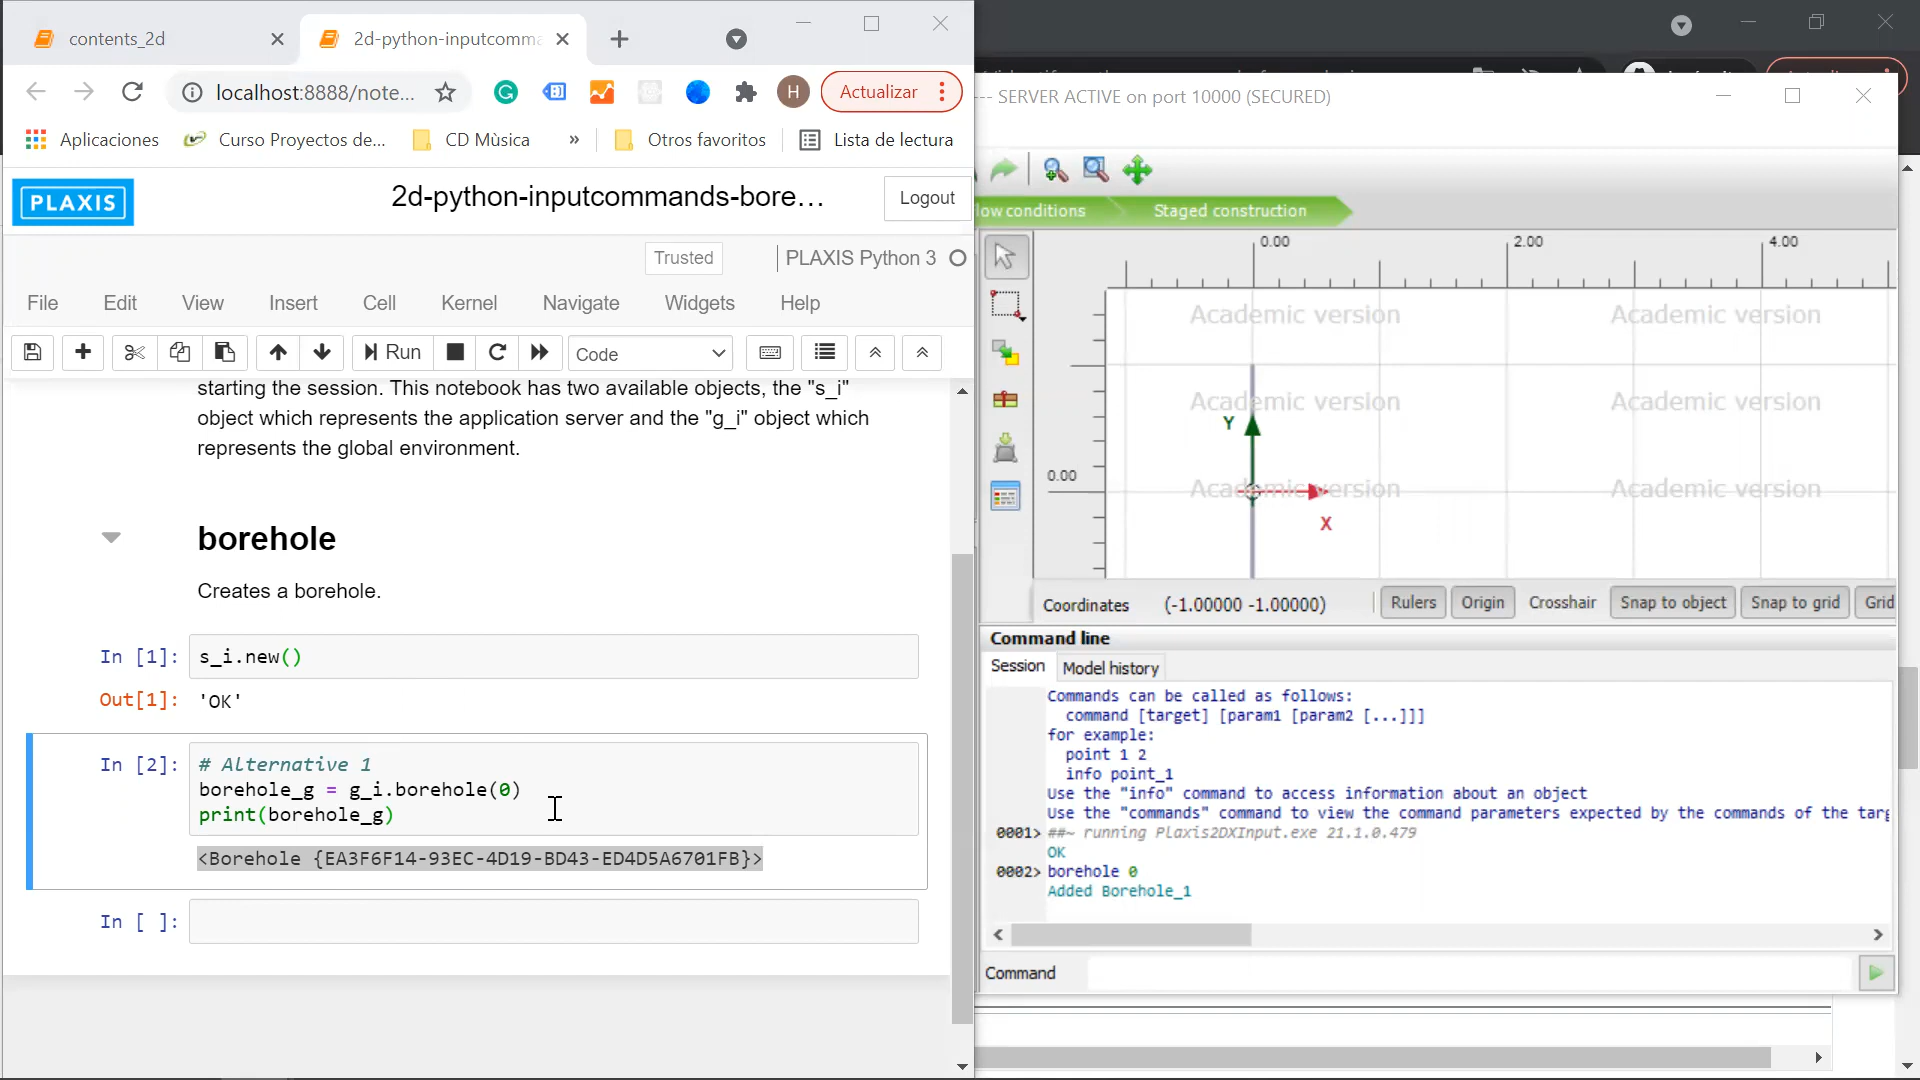 contents_2d
2d-python-inputcomma
localhost:8888/note...
H
Actualizar
Aplicaciones
Curso Proyectos de...
CD Mùsica
»
Otros favoritos
Lista de lectura
PLAXIS
2d-python-inputcommands-bore...
Logout
Trusted
PLAXIS Python 3
File Edit View Insert Cell Kernel Navigate Widgets Help
Run
Code
starting the session. This notebook has two available objects, the "s_i"
object which represents the application server and the "g_i" object which
represents the global environment.
borehole
Creates a borehole.
In [1]: s_i.new()
Out[1]: 'OK'
In [2]: # Alternative 1
borehole_g = g_i.borehole(0)
print(borehole_g)
<Borehole {EA3F6F14-93EC-4D19-BD43-ED4D5A6701FB}>
In [ ]:
--- SERVER ACTIVE on port 10000 (SECURED)
low conditions
Staged construction
0.00 2.00 4.00
Academic version Academic version
Academic version Academic version
Y
0.00
Academic version Academic version
X
Coordinates (-1.00000 -1.00000) Rulers Origin Crosshair Snap to object Snap to grid Grid
Command line
Session Model history
Commands can be called as follows:
command [target] [param1 [param2 [...]]]
for example:
point 1 2
info point_1
Use the "info" command to access information about an object
Use the "commands" command to view the command parameters expected by the commands of the targ
0001> ##~ running Plaxis2DXInput.exe 21.1.0.479
OK
0002> borehole 0
Added Borehole_1
Command